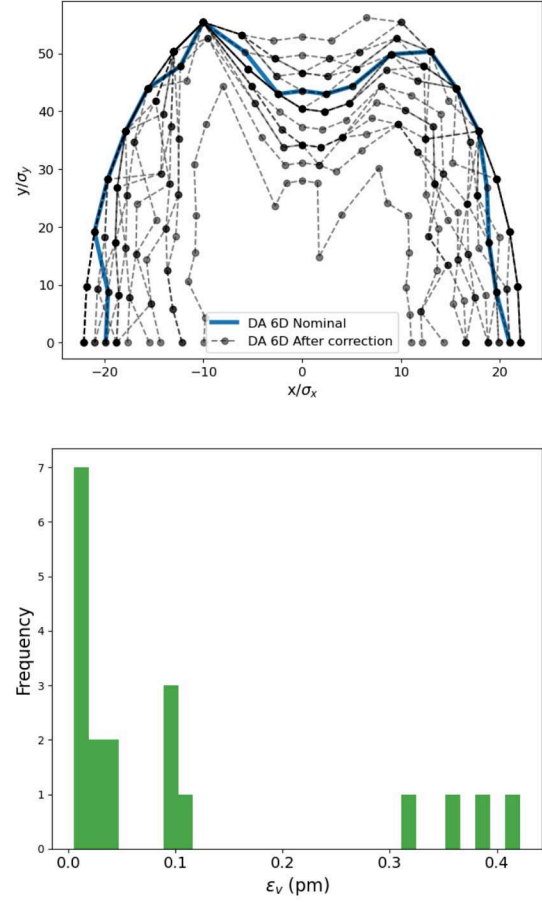 50
40
30
20
10
0
y/σy
DA 6D Nominal
DA 6D After correction
−20 −10 0 10 20
x/σx
7
6
5
4
3
2
1
0
Frequency
0.0 0.1 0.2 0.3 0.4
εv (pm)